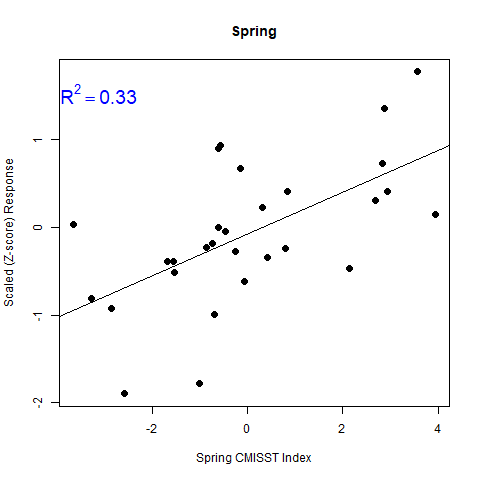 Spring
R² = 0.33
Scaled (Z-score) Response
1
0
-1
-2
-2 0 2 4
Spring CMISST Index